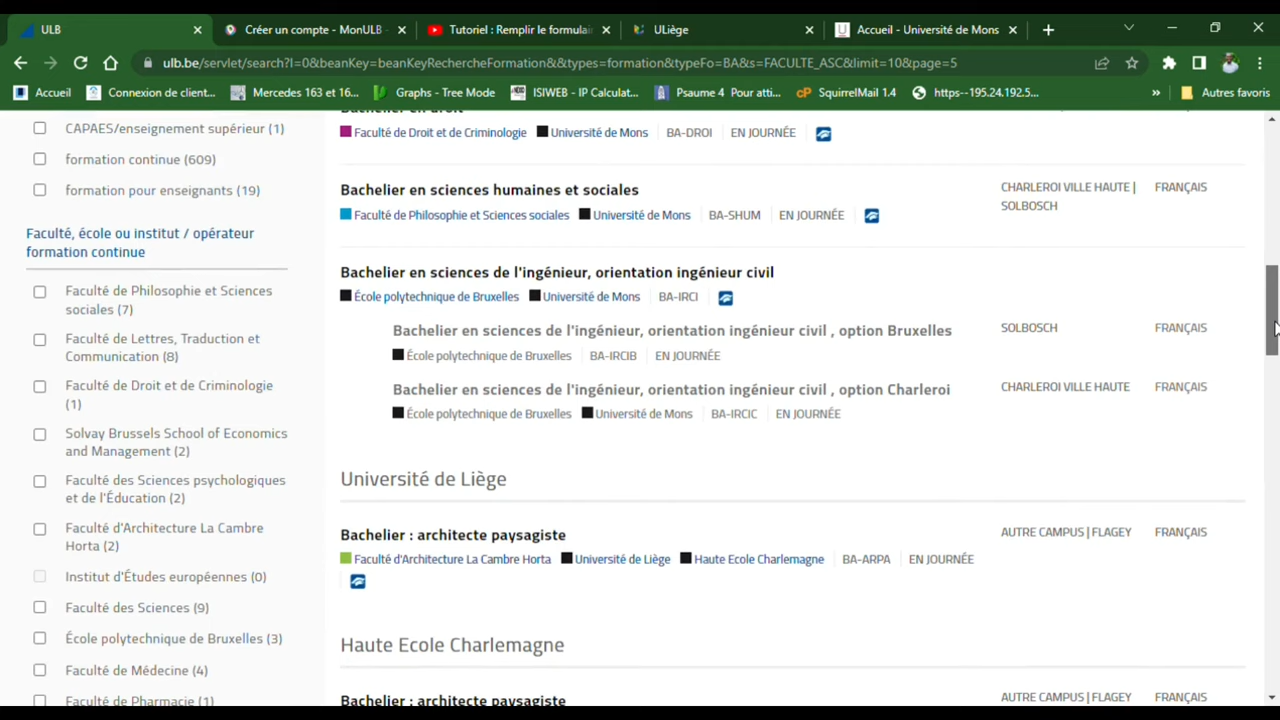 ULB
Créer un compte - MonULB
Tutoriel : Remplir le formulair
ULiège
Accueil - Université de Mons
ulb.be/servlet/search?l=0&beanKey=beanKeyRechercheFormation&&types=formation&typeFo=BA&s=FACULTE_ASC&limit=10&page=5
Accueil
Connexion de client...
Mercedes 163 et 16...
Graphs - Tree Mode
ISIWEB - IP Calculat...
Psaume 4 Pour atti...
SquirrelMail 1.4
https--195.24.192.5...
»
Autres favoris
CAPAES/enseignement supérieur (1)
formation continue (609)
formation pour enseignants (19)
Faculté, école ou institut / opérateur
formation continue
Faculté de Philosophie et Sciences
sociales (7)
Faculté de Lettres, Traduction et
Communication (8)
Faculté de Droit et de Criminologie
(1)
Solvay Brussels School of Economics
and Management (2)
Faculté des Sciences psychologiques
et de l'Éducation (2)
Faculté d'Architecture La Cambre
Horta (2)
Institut d'Études européennes (0)
Faculté des Sciences (9)
École polytechnique de Bruxelles (3)
Faculté de Médecine (4)
Faculté de Pharmacie (1)
Bachelier en droit
Faculté de Droit et de Criminologie Université de Mons BA-DROI EN JOURNÉE
Bachelier en sciences humaines et sociales CHARLEROI VILLE HAUTE | FRANÇAIS
SOLBOSCH
Faculté de Philosophie et Sciences sociales Université de Mons BA-SHUM EN JOURNÉE
Bachelier en sciences de l'ingénieur, orientation ingénieur civil
École polytechnique de Bruxelles Université de Mons BA-IRCI
Bachelier en sciences de l'ingénieur, orientation ingénieur civil , option Bruxelles SOLBOSCH FRANÇAIS
École polytechnique de Bruxelles BA-IRCIB EN JOURNÉE
Bachelier en sciences de l'ingénieur, orientation ingénieur civil , option Charleroi CHARLEROI VILLE HAUTE FRANÇAIS
École polytechnique de Bruxelles Université de Mons BA-IRCIC EN JOURNÉE
Université de Liège
Bachelier : architecte paysagiste AUTRE CAMPUS | FLAGEY FRANÇAIS
Faculté d'Architecture La Cambre Horta Université de Liège Haute Ecole Charlemagne BA-ARPA EN JOURNÉE
Haute Ecole Charlemagne
Bachelier : architecte paysagiste AUTRE CAMPUS | FLAGEY FRANÇAIS